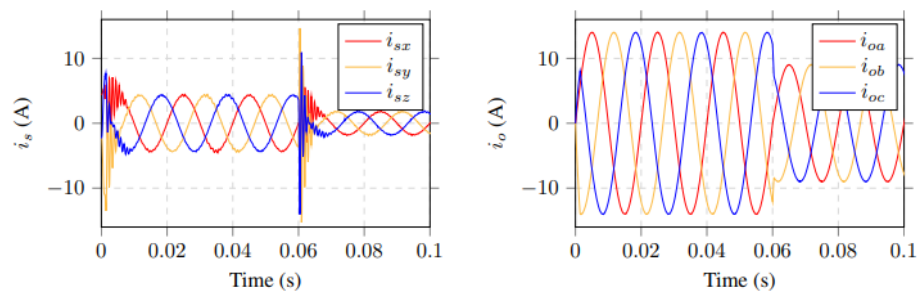 10
0
−10
0
0.02
0.04
0.06
0.08
0.1
Time (s)
i_s (A)
i_sx
i_sy
i_sz
10
0
−10
0
0.02
0.04
0.06
0.08
0.1
Time (s)
i_o (A)
i_oa
i_ob
i_oc